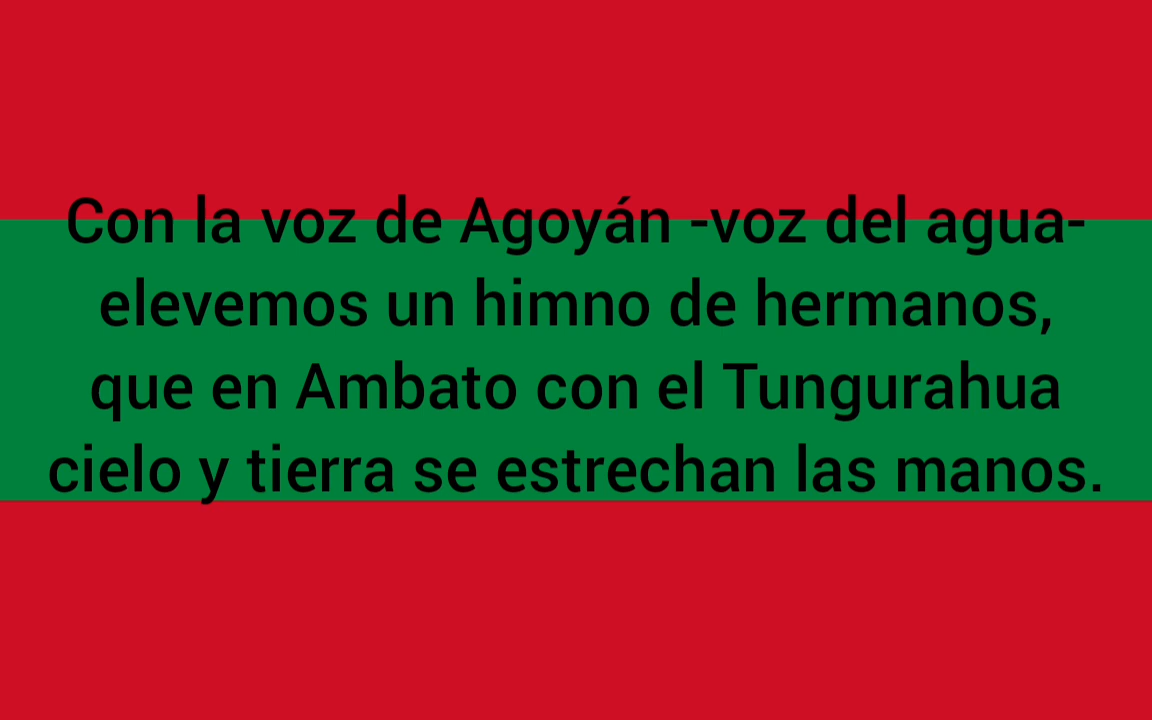 Con la voz de Agoyán -voz del agua-
elevemos un himno de hermanos,
que en Ambato con el Tungurahua
cielo y tierra se estrechan las manos.